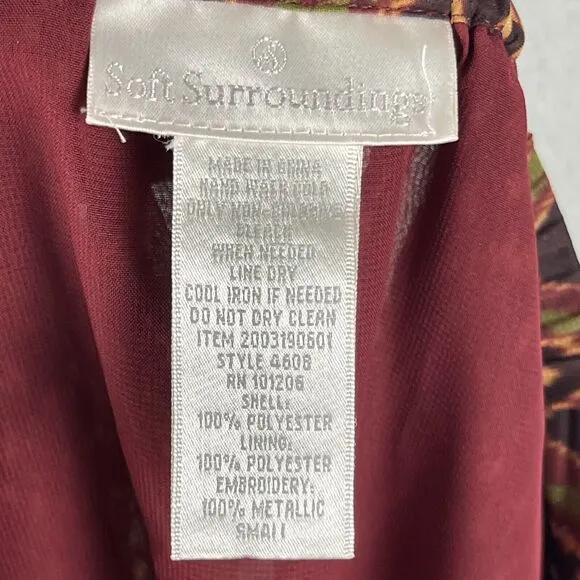 Soft Surroundings
MADE IN CHINA
HAND WASH COLD
ONLY NON-CHLORINE
BLEACH
WHEN NEEDED
LINE DRY
COOL IRON IF NEEDED
DO NOT DRY CLEAN
ITEM 2003190601
STYLE 4608
RN 101206
SHELL:
100% POLYESTER
LINING:
100% POLYESTER
EMBROIDERY:
100% METALLIC
SMALL